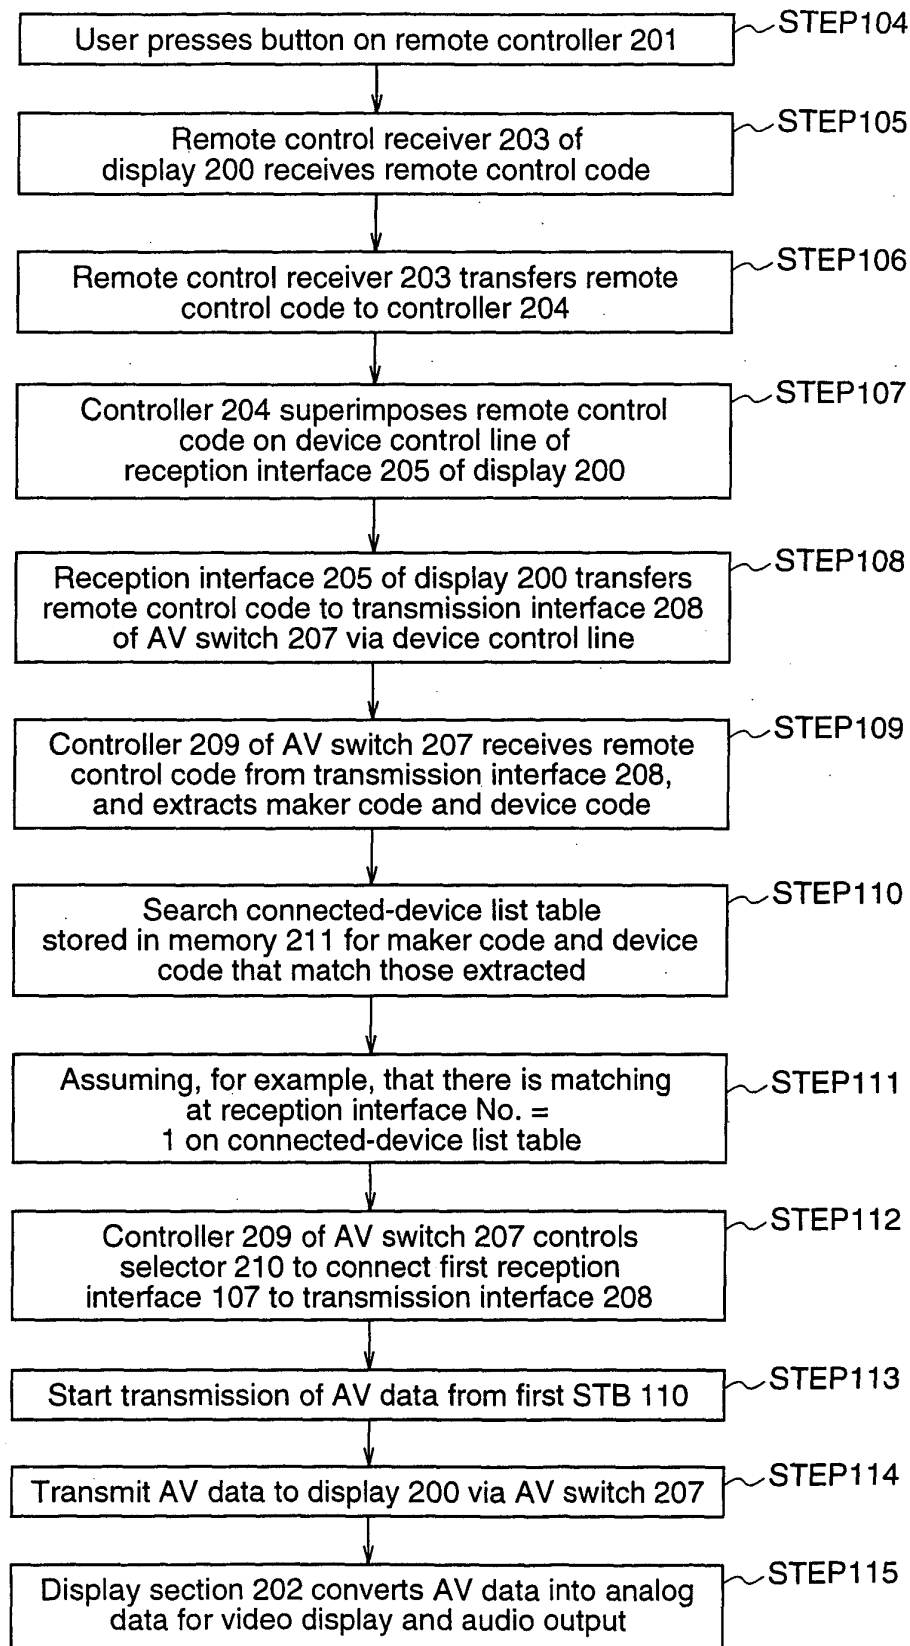 User presses button on remote controller 201
STEP104
Remote control receiver 203 of
display 200 receives remote control code
STEP105
Remote control receiver 203 transfers remote
control code to controller 204
STEP106
Controller 204 superimposes remote control
code on device control line of
reception interface 205 of display 200
STEP107
Reception interface 205 of display 200 transfers
remote control code to transmission interface 208
of AV switch 207 via device control line
STEP108
Controller 209 of AV switch 207 receives remote
control code from transmission interface 208,
and extracts maker code and device code
STEP109
Search connected-device list table
stored in memory 211 for maker code and device
code that match those extracted
STEP110
Assuming, for example, that there is matching
at reception interface No. =
1 on connected-device list table
STEP111
Controller 209 of AV switch 207 controls
selector 210 to connect first reception
interface 107 to transmission interface 208
STEP112
Start transmission of AV data from first STB 110
STEP113
Transmit AV data to display 200 via AV switch 207
STEP114
Display section 202 converts AV data into analog
data for video display and audio output
STEP115